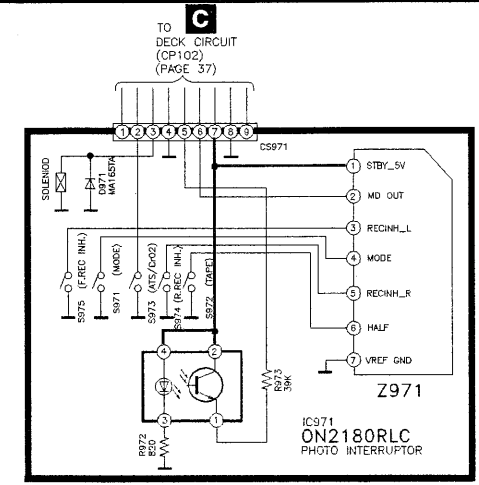 TO C
DECK CIRCUIT
(CP102)
(PAGE 37)
1 2 3 4 5 6 7 8 9
CS971
SOLENIOD
D971
MA165TA
1 STBY_5V
2 MD OUT
3 RECINH_L
4 MODE
5 RECINH_R
6 HALF
7 VREF GND
Z971
S975 (F.REC INH.)
S971 (MODE)
S973 (ATS/CrO2)
S974 (R.REC INH.)
S972 (TAPE)
4 2
3 1
R973
39K
R972
820
IC971
ON2180RLC
PHOTO INTERRUPTOR